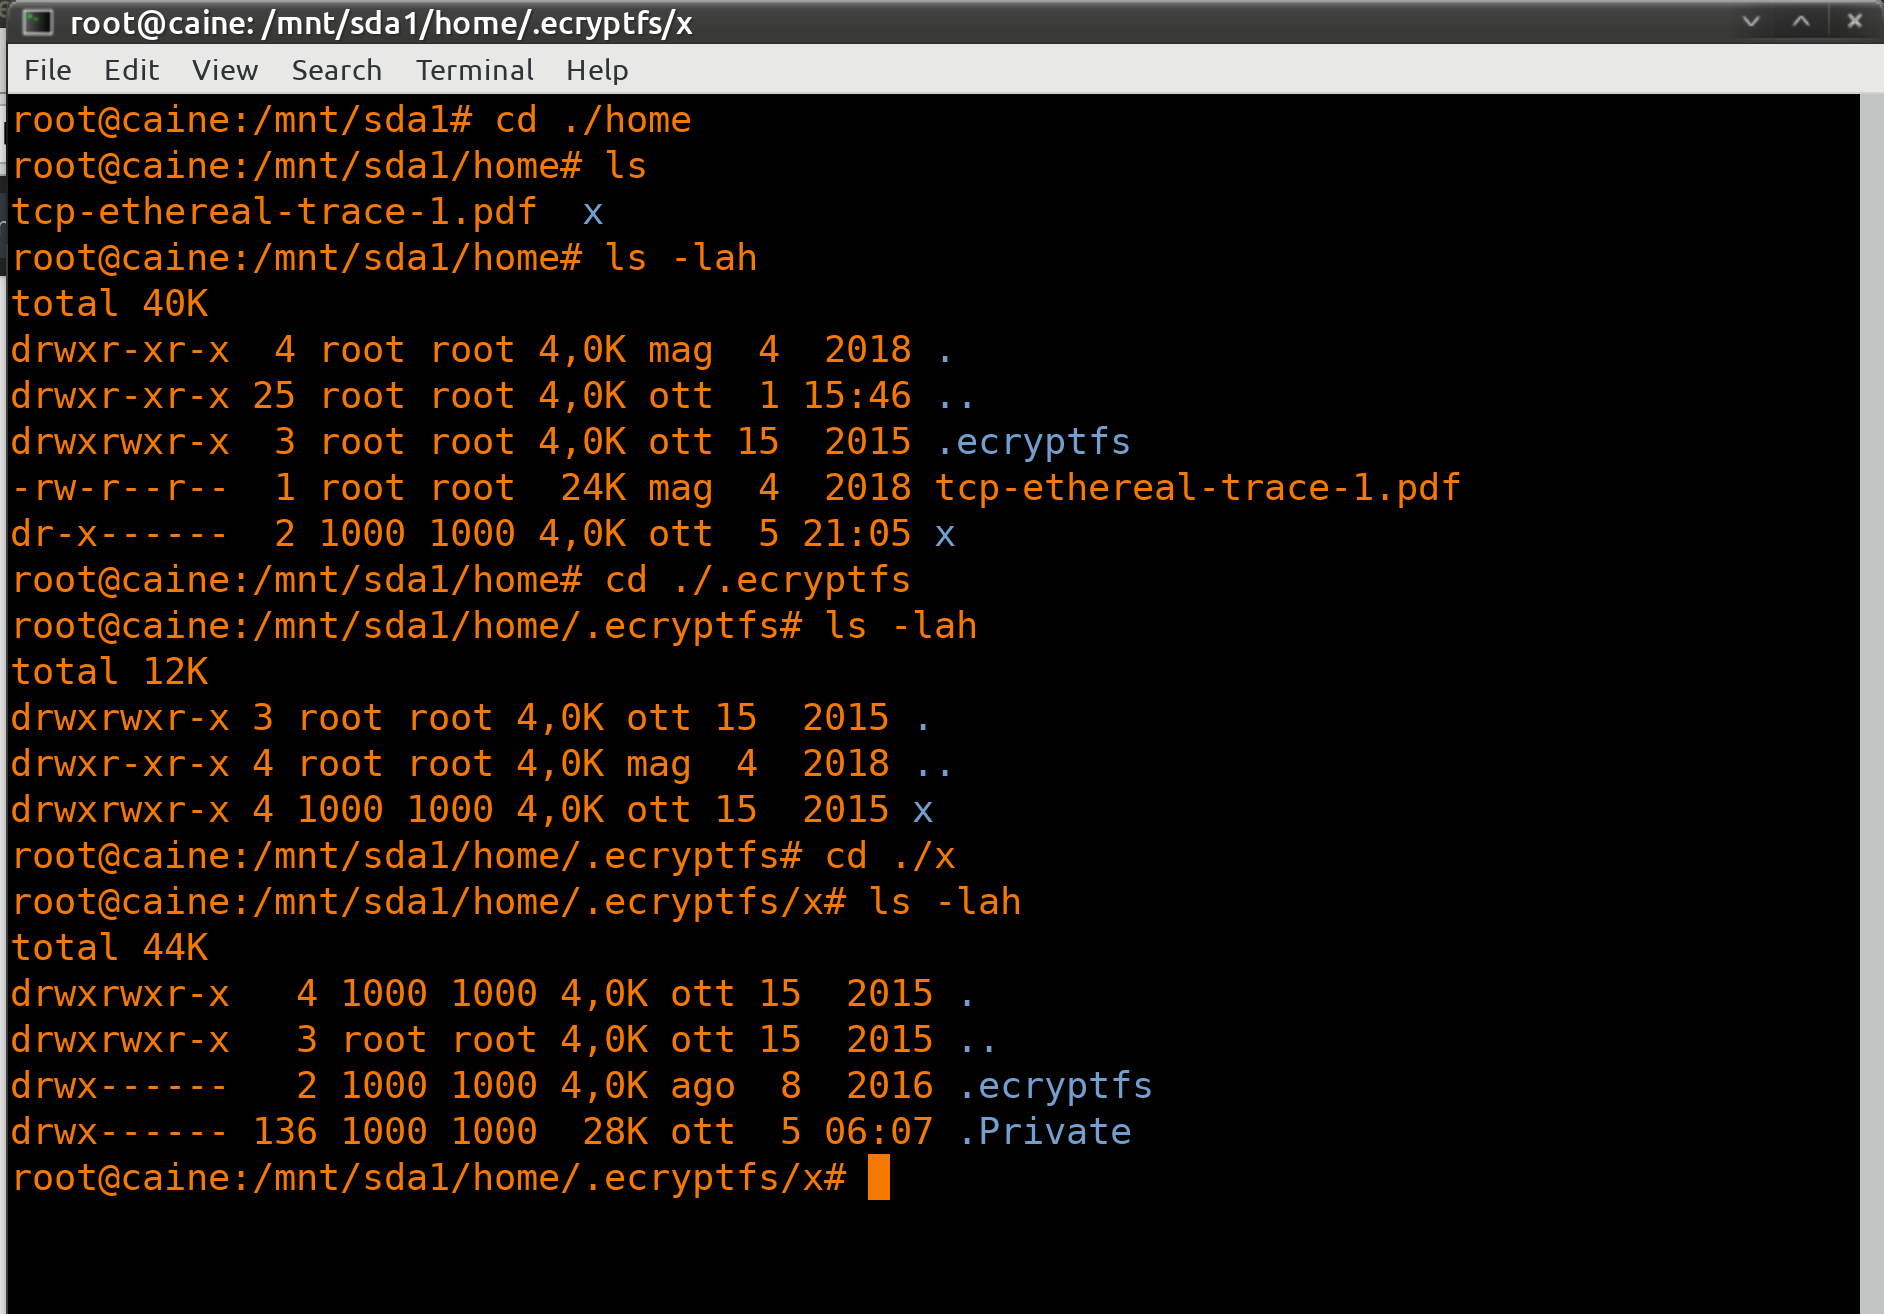 root@caine: /mnt/sda1/home/.ecryptfs/x
File Edit View Search Terminal Help
root@caine:/mnt/sda1# cd ./home
root@caine:/mnt/sda1/home# ls
tcp-ethereal-trace-1.pdf  x
root@caine:/mnt/sda1/home# ls -lah
total 40K
drwxr-xr-x  4 root root 4,0K mag  4  2018 .
drwxr-xr-x 25 root root 4,0K ott  1 15:46 ..
drwxrwxr-x  3 root root 4,0K ott 15  2015 .ecryptfs
-rw-r--r--  1 root root  24K mag  4  2018 tcp-ethereal-trace-1.pdf
dr-x------  2 1000 1000 4,0K ott  5 21:05 x
root@caine:/mnt/sda1/home# cd ./.ecryptfs
root@caine:/mnt/sda1/home/.ecryptfs# ls -lah
total 12K
drwxrwxr-x 3 root root 4,0K ott 15  2015 .
drwxr-xr-x 4 root root 4,0K mag  4  2018 ..
drwxrwxr-x 4 1000 1000 4,0K ott 15  2015 x
root@caine:/mnt/sda1/home/.ecryptfs# cd ./x
root@caine:/mnt/sda1/home/.ecryptfs/x# ls -lah
total 44K
drwxrwxr-x   4 1000 1000 4,0K ott 15  2015 .
drwxrwxr-x   3 root root 4,0K ott 15  2015 ..
drwx------   2 1000 1000 4,0K ago  8  2016 .ecryptfs
drwx------ 136 1000 1000  28K ott  5 06:07 .Private
root@caine:/mnt/sda1/home/.ecryptfs/x#